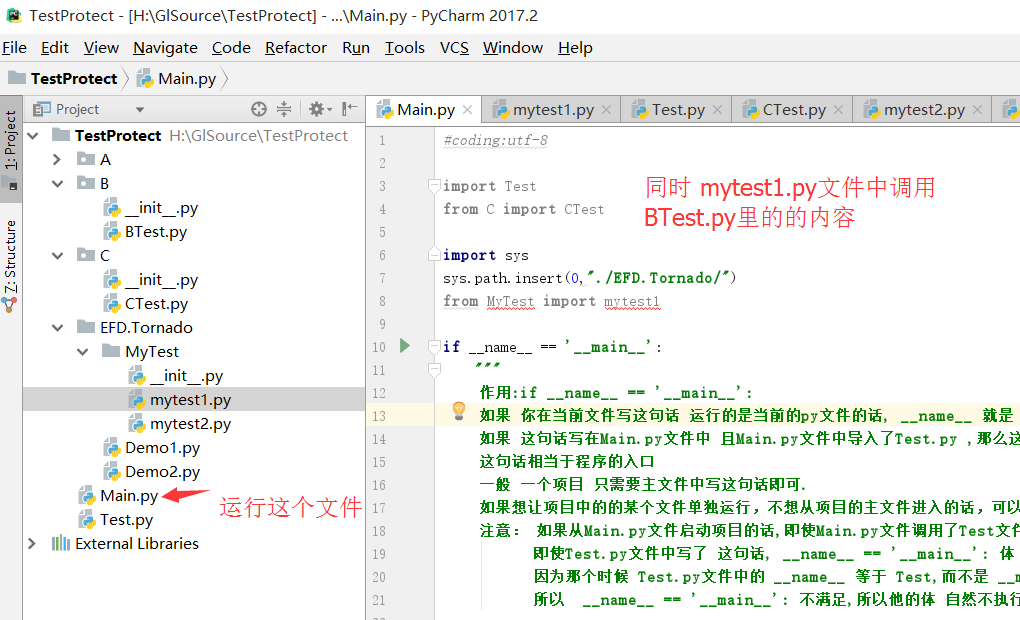 TestProtect - [H:\GlSource\TestProtect] - ...\Main.py - PyCharm 2017.2
File Edit View Navigate Code Refactor Run Tools VCS Window Help
TestProtect Main.py
1: Project
Z: Structure
Project
TestProtect H:\GlSource\TestProtect
A
B
__init__.py
BTest.py
C
__init__.py
CTest.py
EFD.Tornado
MyTest
__init__.py
mytest1.py
mytest2.py
Demo1.py
Demo2.py
Main.py
Test.py
External Libraries
运行这个文件
Main.py mytest1.py Test.py CTest.py mytest2.py
1 #coding:utf-8
2
3 import Test
4 from C import CTest
5
6 import sys
7 sys.path.insert(0,"./EFD.Tornado/")
8 from MyTest import mytest1
9
10 if __name__ == '__main__':
11 """
12 作用:if __name__ == '__main__':
13 如果 你在当前文件写这句话 运行的是当前的py文件的话, __name__ 就是
14 如果 这句话写在Main.py文件中 且Main.py文件中导入了Test.py ,那么这
15 这句话相当于程序的入口
16 一般 一个项目 只需要主文件中写这句话即可.
17 如果想让项目中的的某个文件单独运行，不想从项目的主文件进入的话，可以
18 注意： 如果从Main.py文件启动项目的话,即使Main.py文件调用了Test文件
19 即使Test.py文件中写了 这句话, __name__ == '__main__': 体
20 因为那个时候 Test.py文件中的 __name__ 等于 Test,而不是 __m
21 所以 __name__ == '__main__': 不满足,所以他的体 自然不执行
同时 mytest1.py文件中调用
BTest.py里的的内容